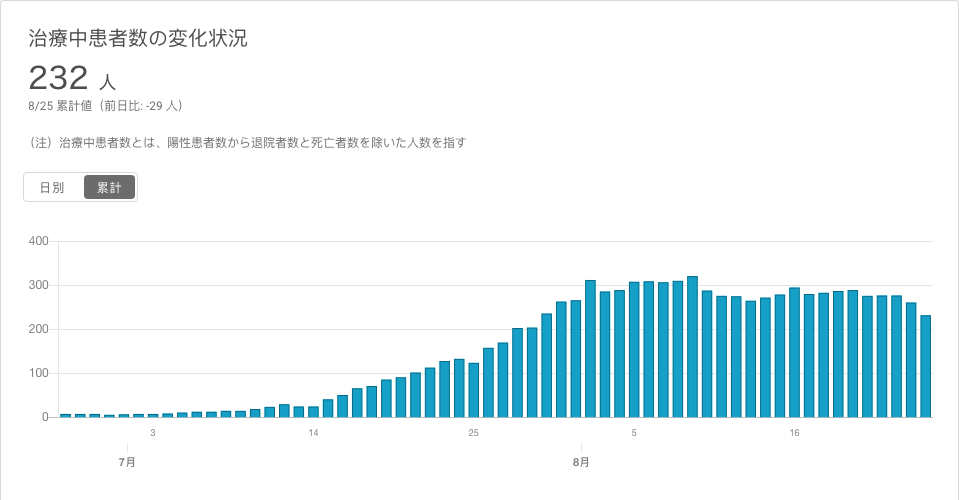 治療中患者数の変化状況
232 人
8/25 累計値（前日比: -29 人）
（注）治療中患者数とは、陽性患者数から退院者数と死亡者数を除いた人数を指す
日別 累計
400
300
200
100
0
3 14 25 5 16
7月 8月